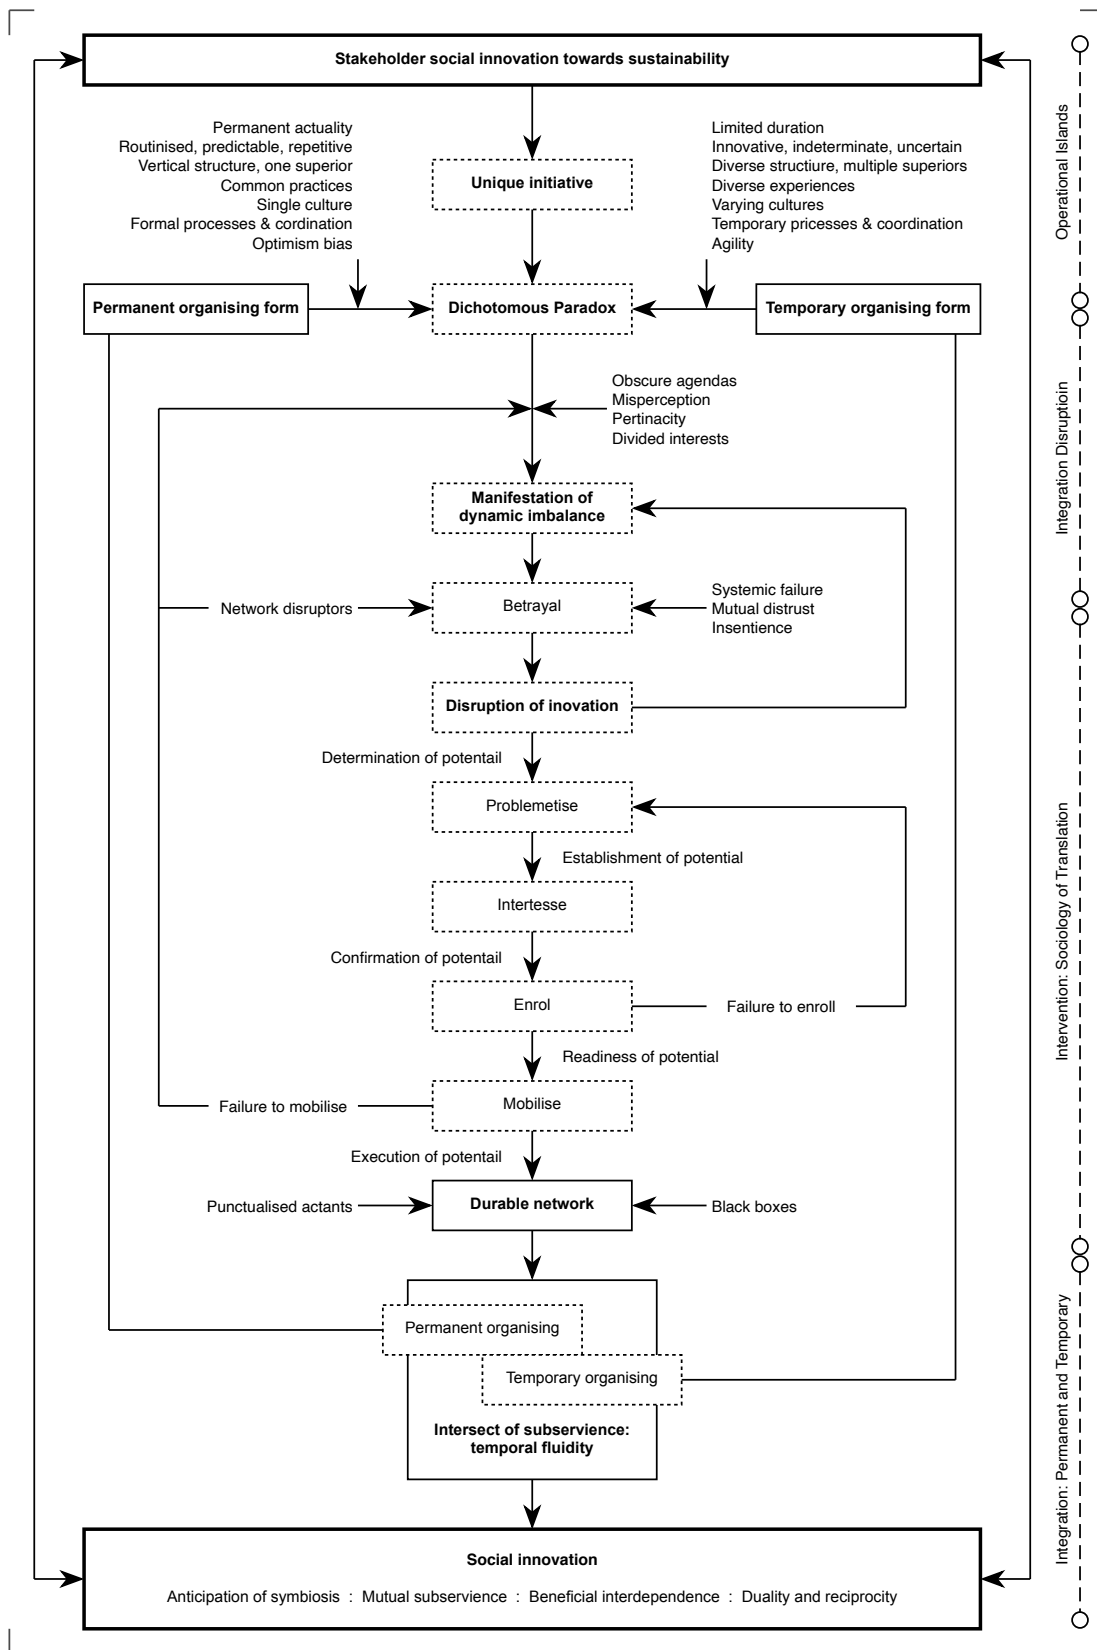 Stakeholder social innovation towards sustainability
Permanent actuality
Routinised, predictable, repetitive
Vertical structure, one superior
Common practices
Single culture
Formal processes & cordination
Optimism bias
Unique initiative
Limited duration
Innovative, indeterminate, uncertain
Diverse structiure, multiple superiors
Diverse experiences
Varying cultures
Temporary pricesses & coordination
Agility
Operational Islands
Permanent organising form
Dichotomous Paradox
Temporary organising form
Obscure agendas
Misperception
Pertinacity
Divided interests
Integration Disruptioin
Manifestation of
dynamic imbalance
Network disruptors
Betrayal
Systemic failure
Mutual distrust
Insentience
Disruption of inovation
Determination of potentail
Problemetise
Establishment of potential
Intertesse
Confirmation of potentail
Enrol
Failure to enroll
Readiness of potential
Failure to mobilise
Mobilise
Intervention: Sociology of Translation
Execution of potentail
Punctualised actants
Durable network
Black boxes
Permanent organising
Temporary organising
Intersect of subservience:
temporal fluidity
Integration: Permanent and Temporary
Social innovation
Anticipation of symbiosis : Mutual subservience : Beneficial interdependence : Duality and reciprocity